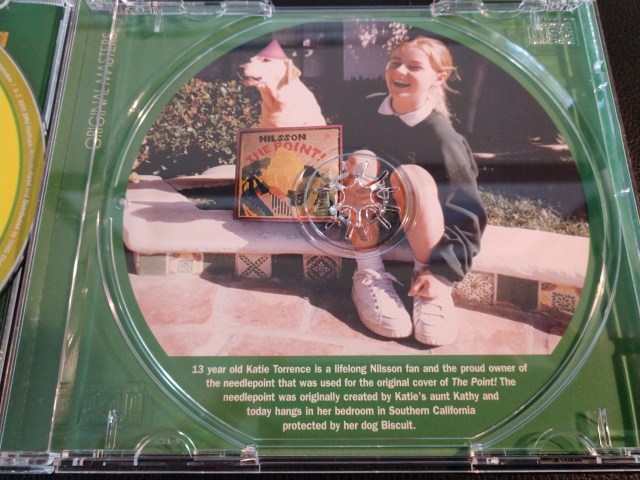 ORIGINAL MASTERS
NILSSON
THE POINT!
13 year old Katie Torrence is a lifelong Nilsson fan and the proud owner of
the needlepoint that was used for the original cover of The Point! The
needlepoint was originally created by Katie's aunt Kathy and
today hangs in her bedroom in Southern California
protected by her dog Biscuit.